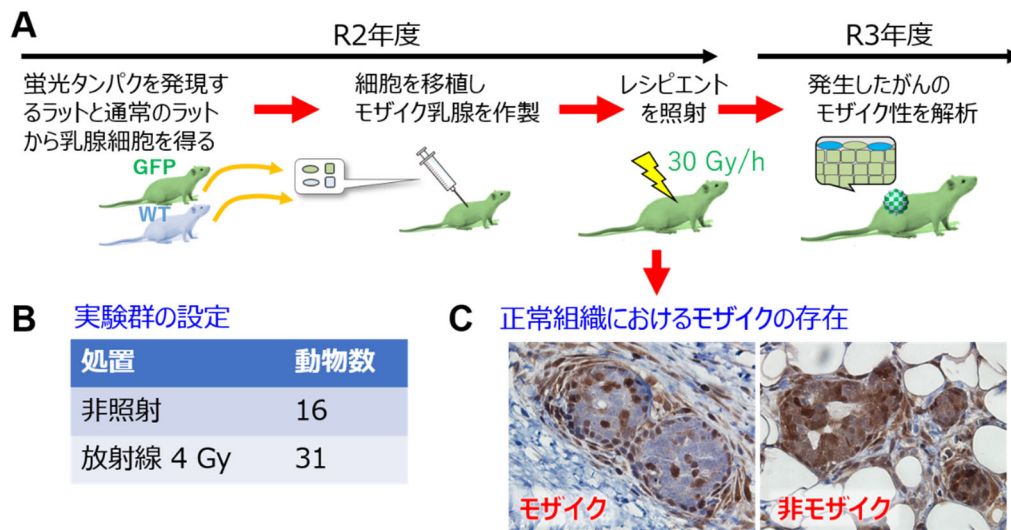 A
R2年度
R3年度
蛍光タンパクを発現す
るラットと通常のラット
から乳腺細胞を得る
細胞を移植し
モザイク乳腺を作製
レシピエント
を照射
発生したがんの
モザイク性を解析
GFP
WT
30 Gy/h
B 実験群の設定
処置 動物数
非照射 16
放射線 4 Gy 31
C 正常組織におけるモザイクの存在
モザイク
非モザイク